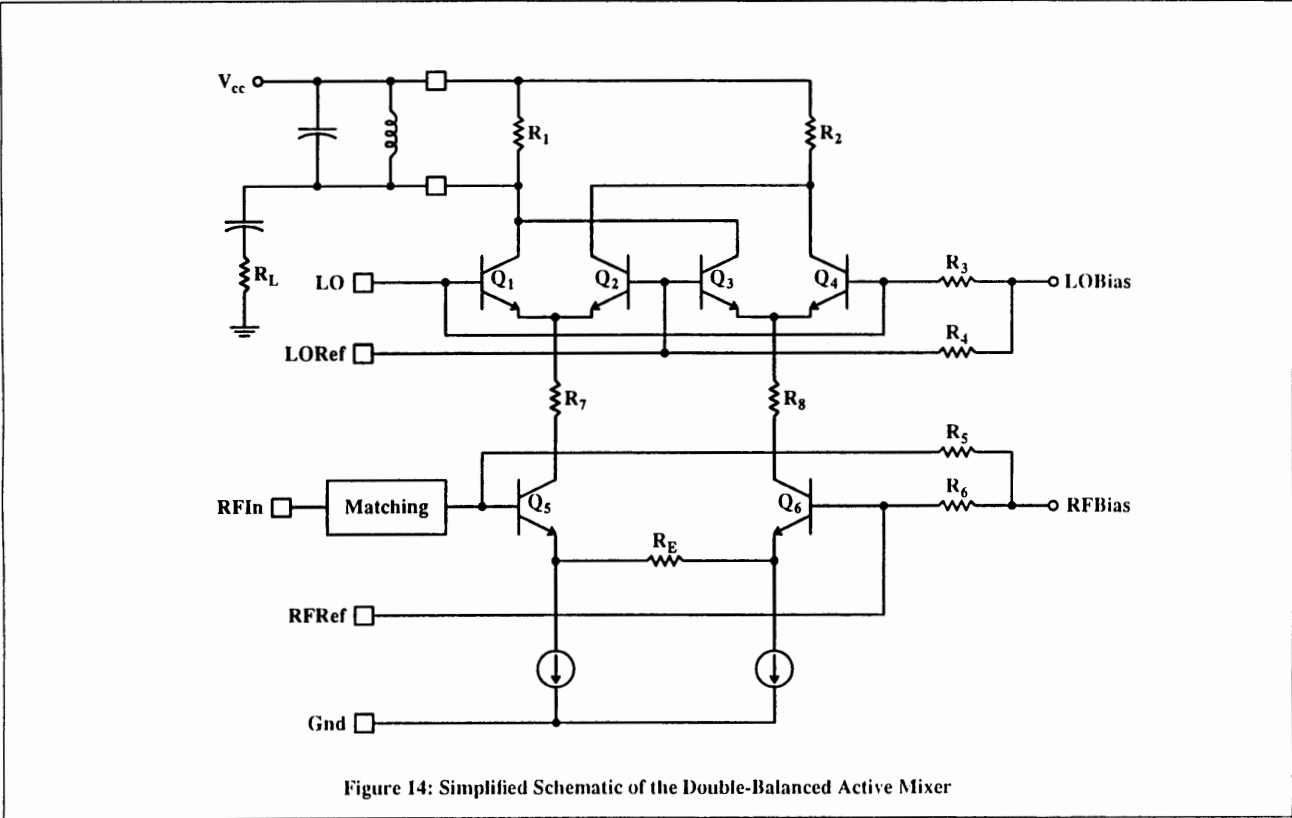 Vcc
R1
R2
RL
LO
Q1
Q2
Q3
Q4
R3
LOBias
LORef
R4
R7
R8
R5
RFIn
Matching
Q5
Q6
R6
RFBias
RE
RFRef
Gnd
Figure 14: Simplified Schematic of the Double-Balanced Active Mixer